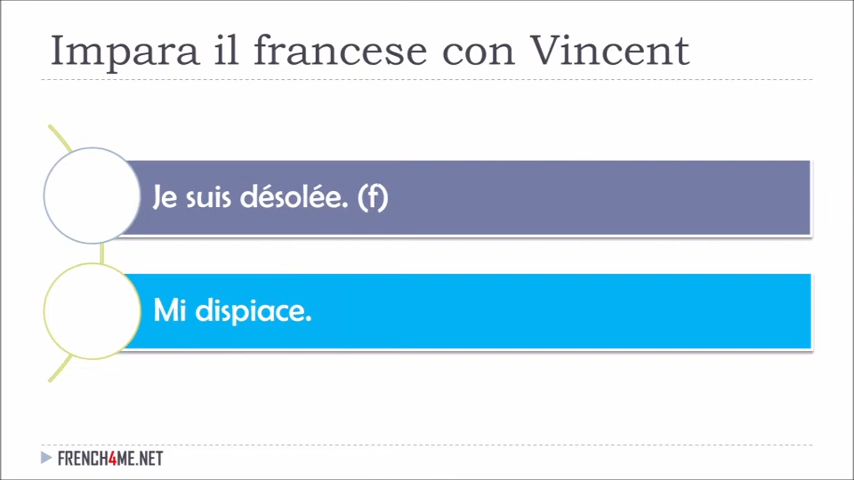 Impara il francese con Vincent
Je suis désolée. (f)
Mi dispiace.
FRENCH4ME.NET